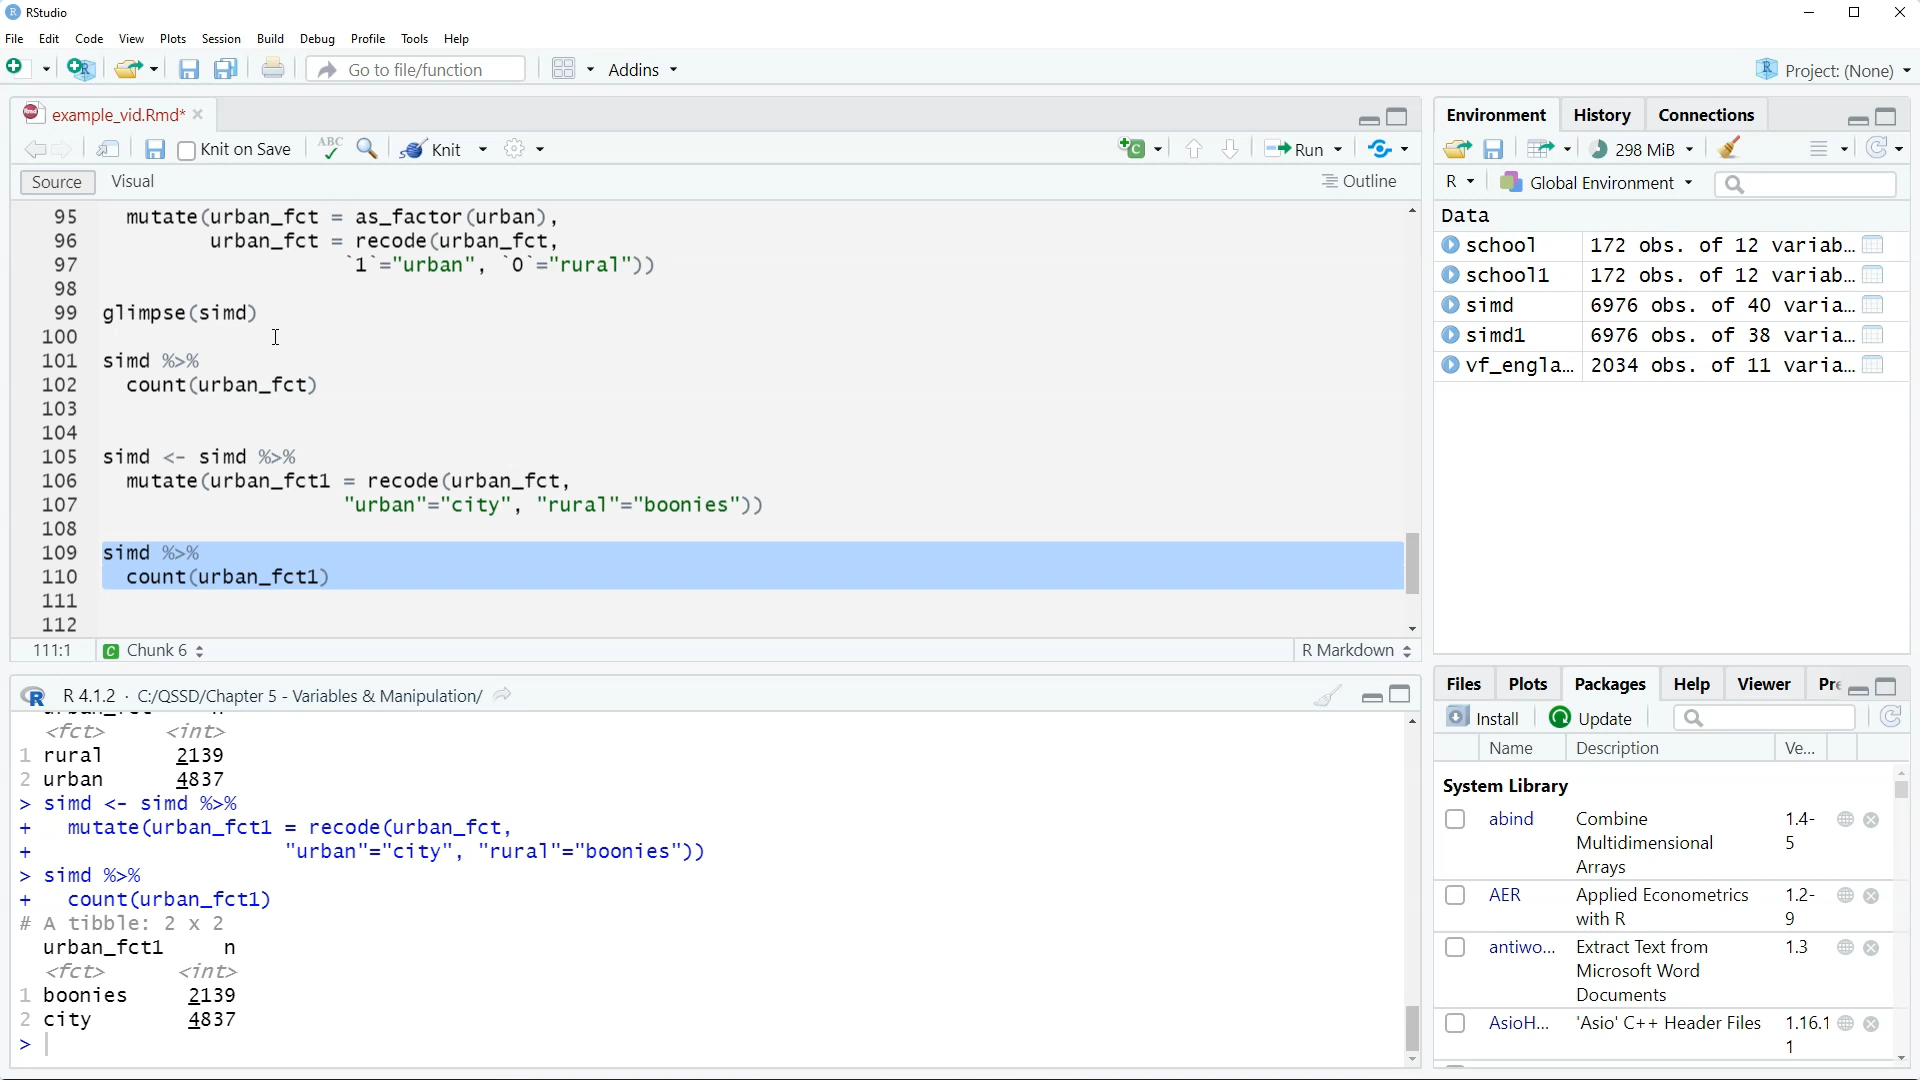 RStudio
File Edit Code View Plots Session Build Debug Profile Tools Help
Go to file/function Addins Project: (None)
example_vid.Rmd*
Knit on Save ABC Knit Run
Source Visual Outline
95 mutate(urban_fct = as_factor(urban),
96 urban_fct = recode(urban_fct,
97 `1`="urban", `0`="rural"))
98
99 glimpse(simd)
100
101 simd %>%
102 count(urban_fct)
103
104
105 simd <- simd %>%
106 mutate(urban_fct1 = recode(urban_fct,
107 "urban"="city", "rural"="boonies"))
108
109 simd %>%
110 count(urban_fct1)
111
112
111:1 Chunk 6 R Markdown
R 4.1.2 · C:/QSSD/Chapter 5 - Variables & Manipulation/
<fct> <int>
1 rural 2139
2 urban 4837
> simd <- simd %>%
+ mutate(urban_fct1 = recode(urban_fct,
+ "urban"="city", "rural"="boonies"))
> simd %>%
+ count(urban_fct1)
# A tibble: 2 x 2
urban_fct1 n
<fct> <int>
1 boonies 2139
2 city 4837
>
Environment History Connections
298 MiB
R Global Environment
Data
school 172 obs. of 12 variab…
school1 172 obs. of 12 variab…
simd 6976 obs. of 40 varia…
simd1 6976 obs. of 38 varia…
vf_engla… 2034 obs. of 11 varia…
Files Plots Packages Help Viewer Pr
Install Update
Name Description Ve...
System Library
abind Combine 1.4-
Multidimensional 5
Arrays
AER Applied Econometrics 1.2-
with R 9
antiwo... Extract Text from 1.3
Microsoft Word
Documents
AsioH... 'Asio' C++ Header Files 1.16.1
1